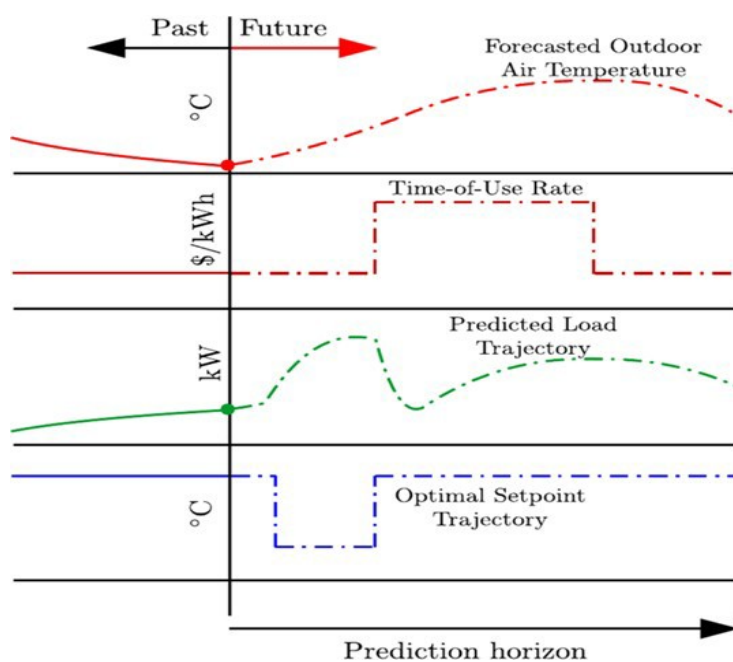 Past
Future
Forecasted Outdoor
Air Temperature
°C
Time-of-Use Rate
$/kWh
Predicted Load
Trajectory
kW
Optimal Setpoint
Trajectory
°C
Prediction horizon